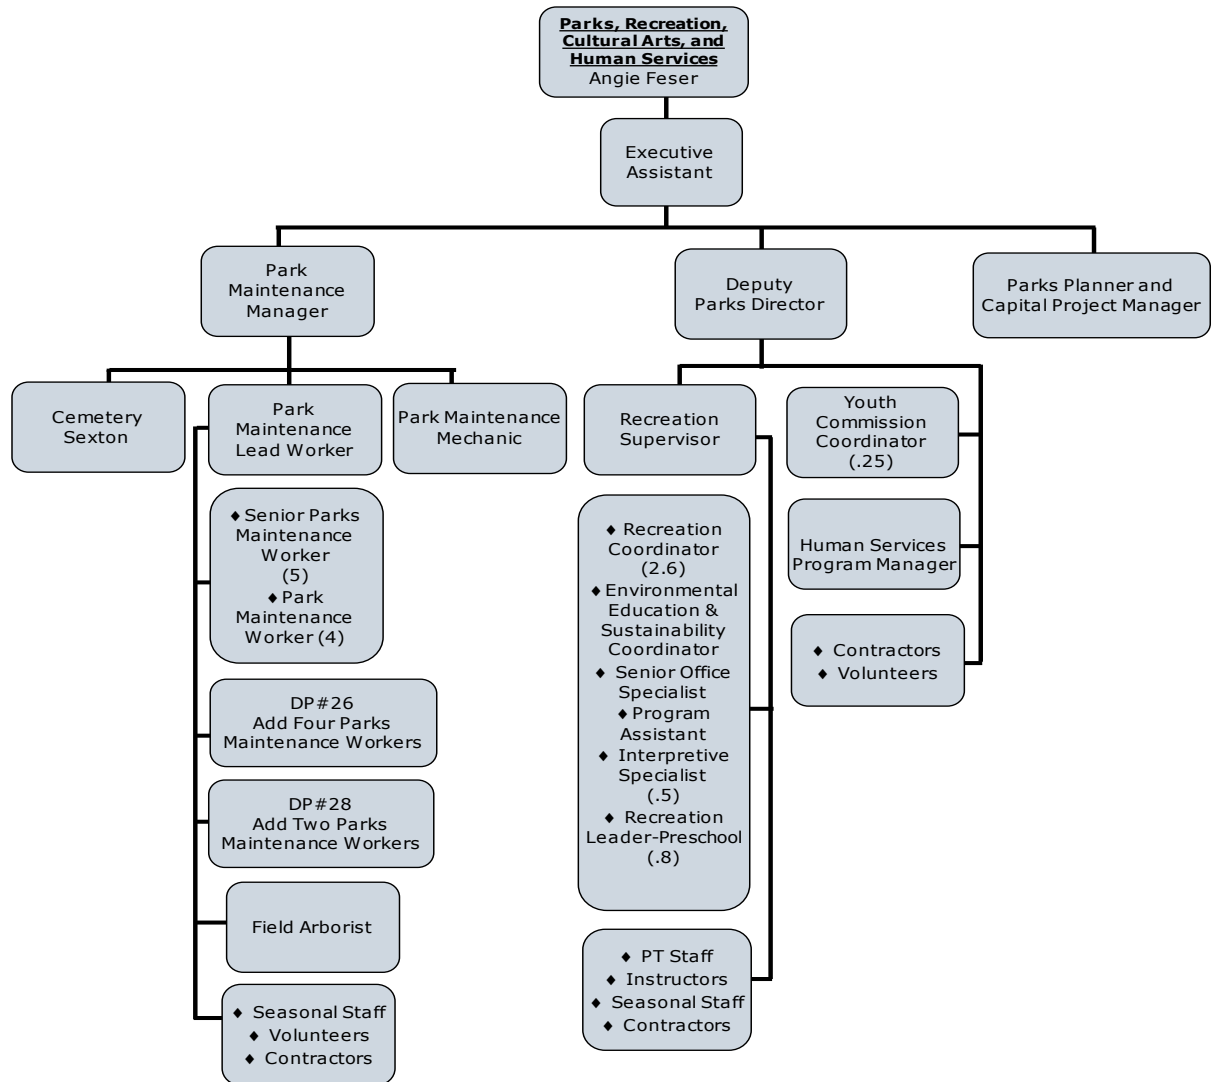 Parks, Recreation,
Cultural Arts, and
Human Services
Angie Feser
Executive
Assistant
Park
Maintenance
Manager
Deputy
Parks Director
Parks Planner and
Capital Project Manager
Cemetery
Sexton
Park
Maintenance
Lead Worker
Park Maintenance
Mechanic
♦ Senior Parks
Maintenance
Worker
(5)
♦ Park
Maintenance
Worker (4)
DP#26
Add Four Parks
Maintenance Workers
DP#28
Add Two Parks
Maintenance Workers
Field Arborist
♦ Seasonal Staff
♦ Volunteers
♦ Contractors
Recreation
Supervisor
♦ Recreation
Coordinator
(2.6)
♦ Environmental
Education &
Sustainability
Coordinator
♦ Senior Office
Specialist
♦ Program
Assistant
♦ Interpretive
Specialist
(.5)
♦ Recreation
Leader-Preschool
(.8)
♦ PT Staff
♦ Instructors
♦ Seasonal Staff
♦ Contractors
Youth
Commission
Coordinator
(.25)
Human Services
Program Manager
♦ Contractors
♦ Volunteers